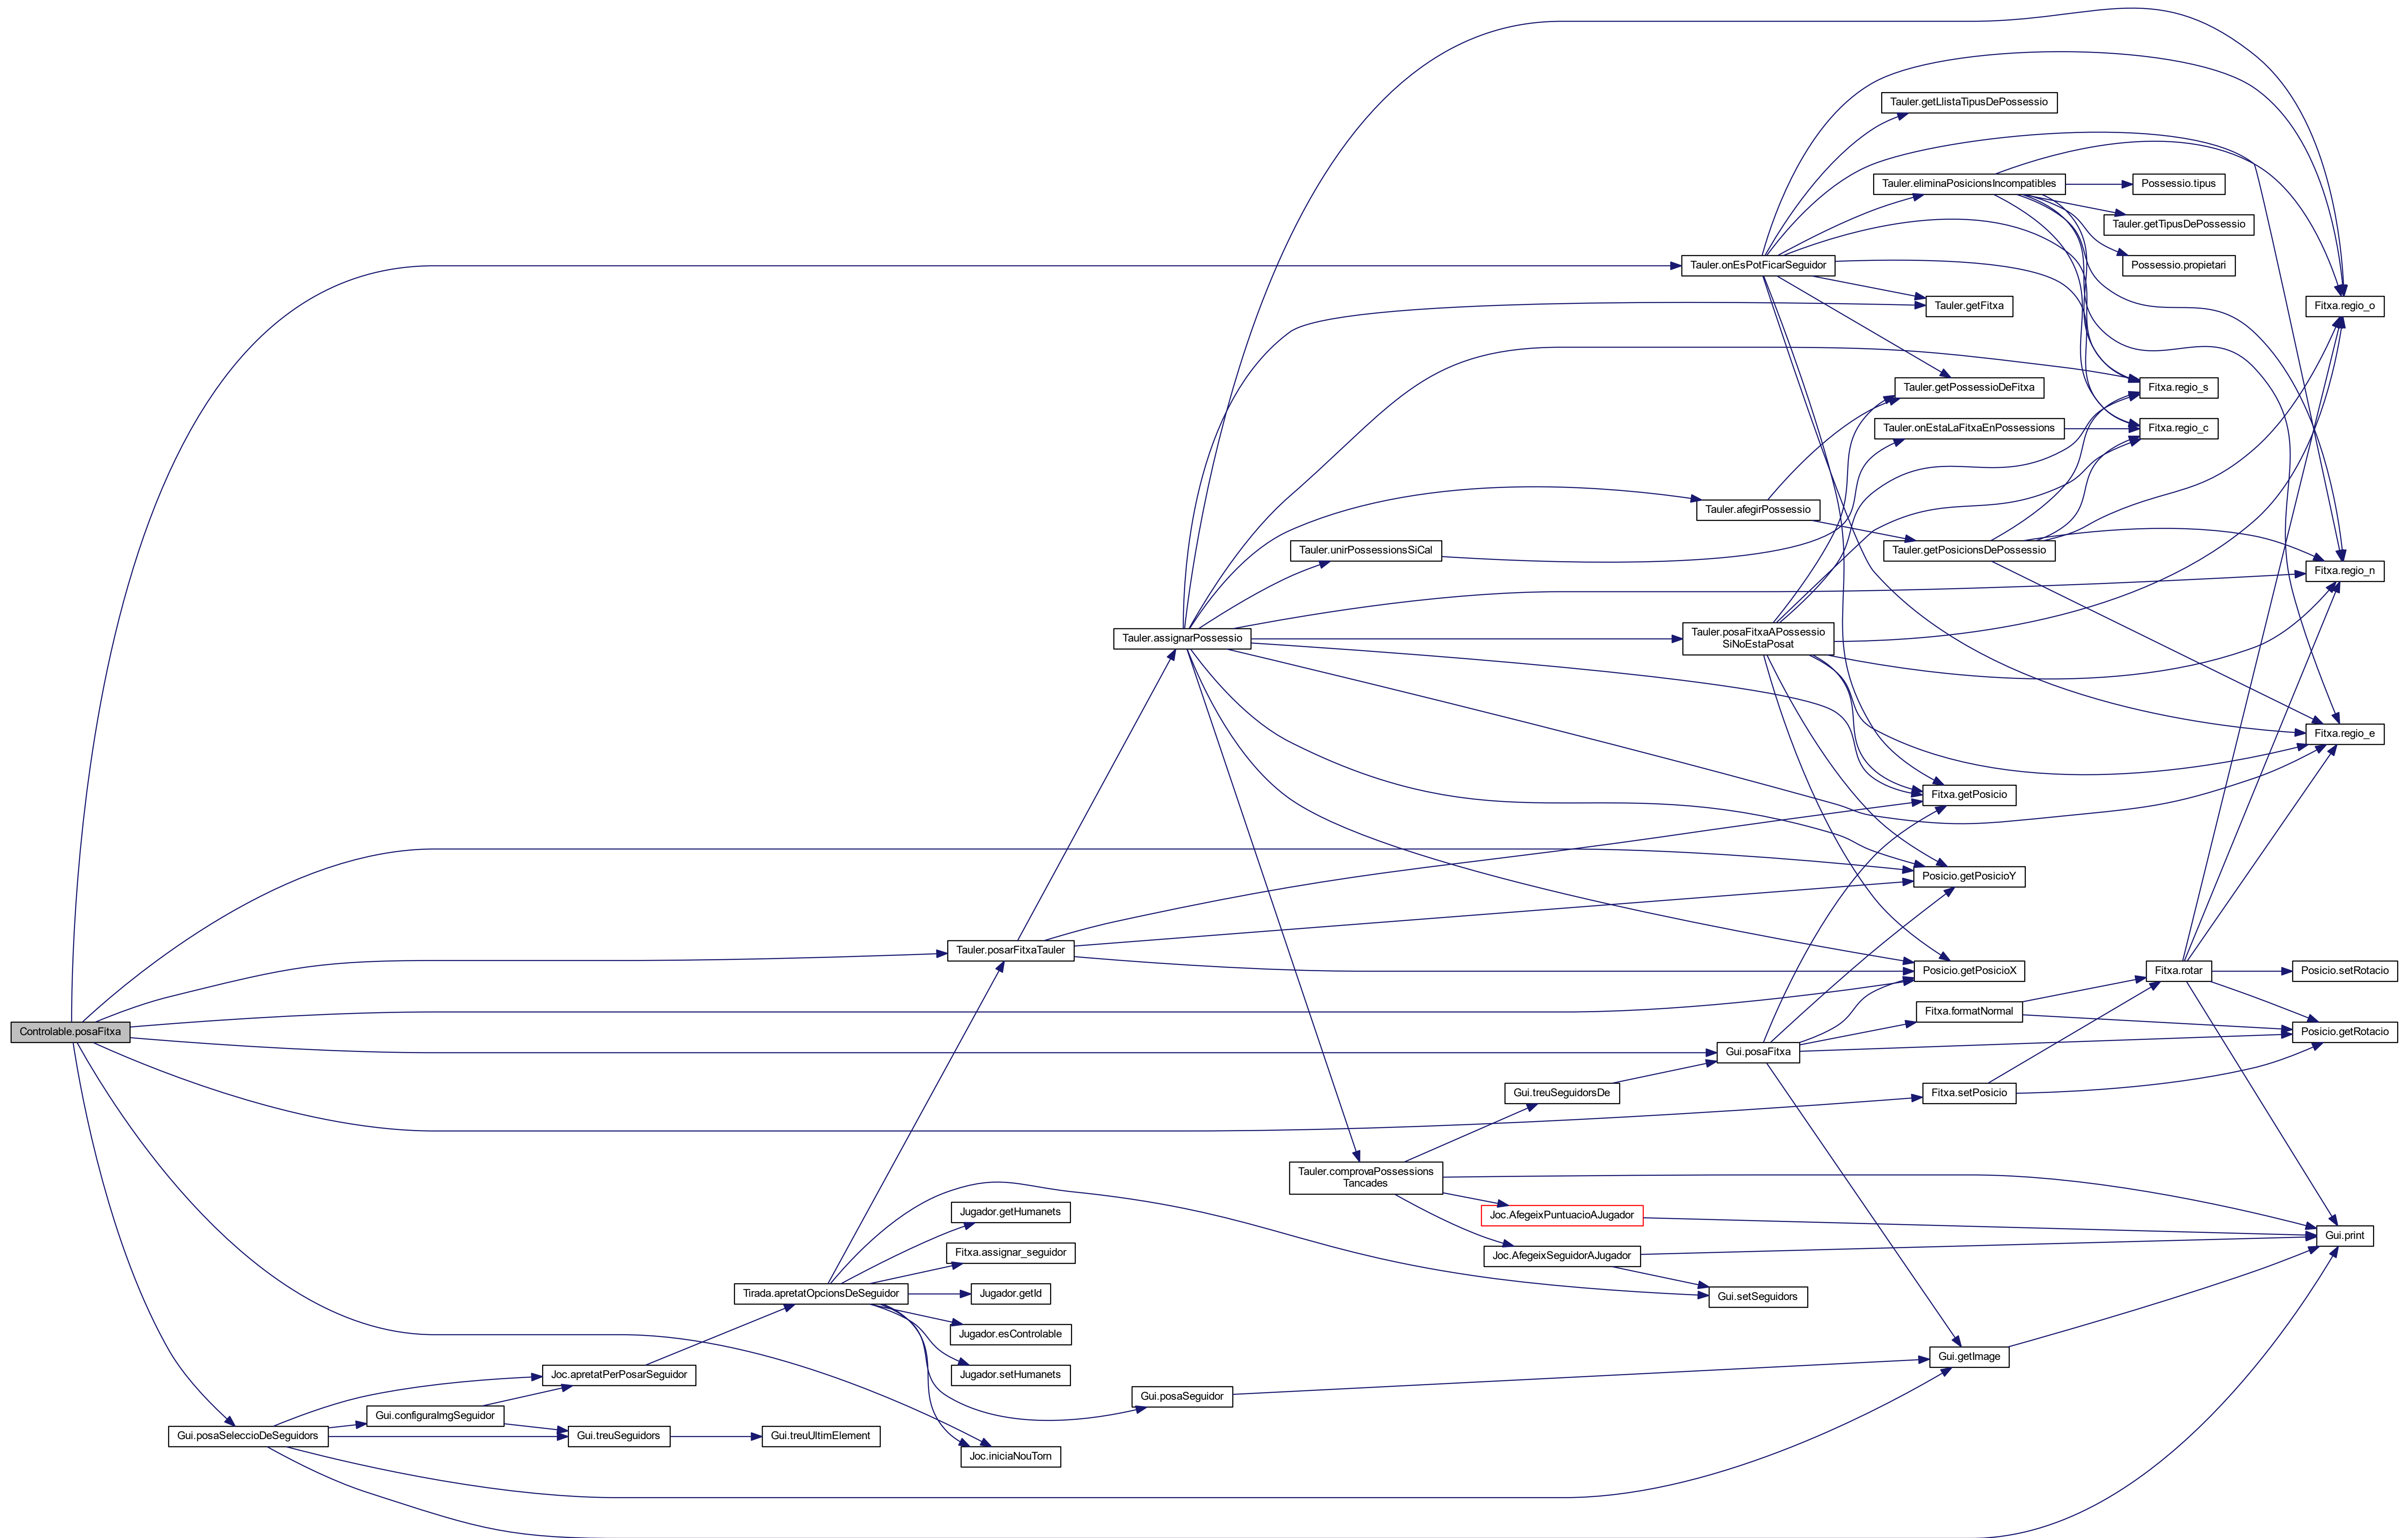 Tauler.getLlistaTipusDePossessio
Tauler.eliminaPosicionsIncompatibles
Possessio.tipus
Tauler.getTipusDePossessio
Tauler.onEsPotFicarSeguidor
Possessio.propietari
Tauler.getFitxa
Fitxa.regio_o
Tauler.getPossessioDeFitxa
Fitxa.regio_s
Tauler.onEstaLaFitxaEnPossessions
Fitxa.regio_c
Tauler.afegirPossessio
Tauler.unirPossessionsSiCal
Tauler.getPosicionsDePossessio
Fitxa.regio_n
Tauler.assignarPossessio
Tauler.posaFitxaAPossessio
SiNoEstaPosat
Fitxa.regio_e
Fitxa.getPosicio
Posicio.getPosicioY
Tauler.posarFitxaTauler
Posicio.getPosicioX
Fitxa.rotar
Posicio.setRotacio
Fitxa.formatNormal
Controlable.posaFitxa
Posicio.getRotacio
Gui.posaFitxa
Gui.treuSeguidorsDe
Fitxa.setPosicio
Tauler.comprovaPossessions
Tancades
Jugador.getHumanets
Joc.AfegeixPuntuacioAJugador
Gui.print
Fitxa.assignar_seguidor
Joc.AfegeixSeguidorAJugador
Tirada.apretatOpcionsDeSeguidor
Jugador.getId
Gui.setSeguidors
Jugador.esControlable
Gui.getImage
Joc.apretatPerPosarSeguidor
Jugador.setHumanets
Gui.posaSeguidor
Gui.configuraImgSeguidor
Gui.posaSeleccioDeSeguidors
Gui.treuSeguidors
Gui.treuUltimElement
Joc.iniciaNouTorn